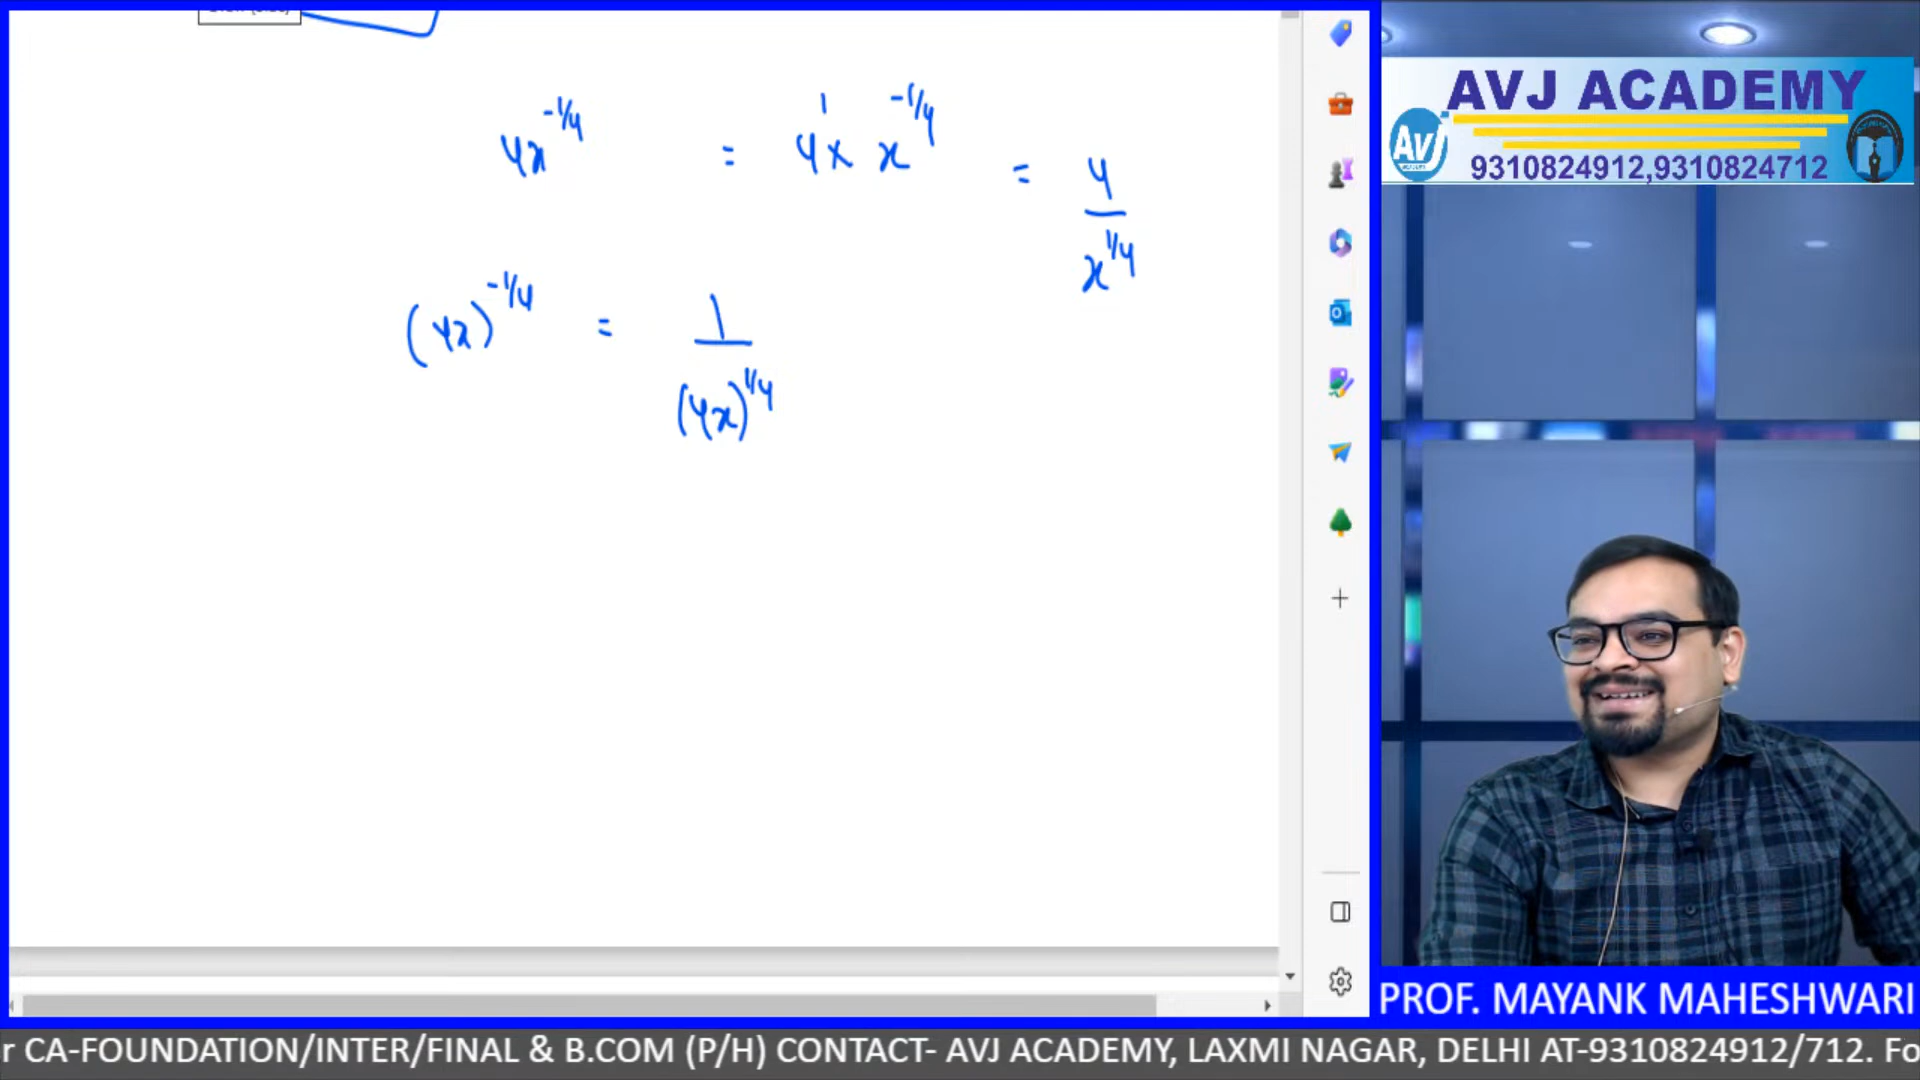 4x^{-1/4} = 4^{1} × x^{-1/4} = 4/x^{1/4}
(4x)^{-1/4} = 1/(4x)^{1/4}
AVJ ACADEMY
AVJ
9310824912,9310824712
PROF. MAYANK MAHESHWARI
r CA-FOUNDATION/INTER/FINAL & B.COM (P/H) CONTACT- AVJ ACADEMY, LAXMI NAGAR, DELHI AT-9310824912/712. Fo